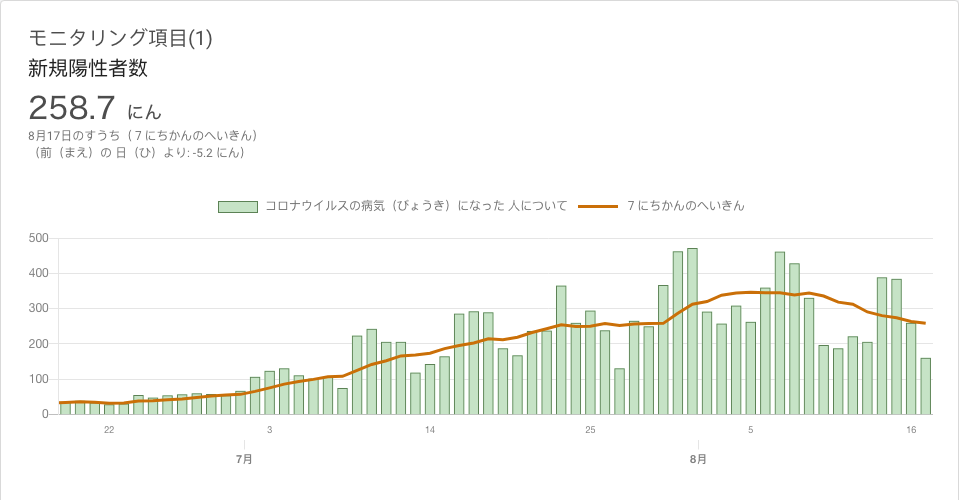 モニタリング項目(1)
新規陽性者数
258.7 にん
8月17日のすうち（７にちかんのへいきん）
（前（まえ）の 日（ひ）より: -5.2 にん）
コロナウイルスの病気（びょうき）になった 人について ７にちかんのへいきん
500
400
300
200
100
0
22 3 14 25 5 16
7月 8月